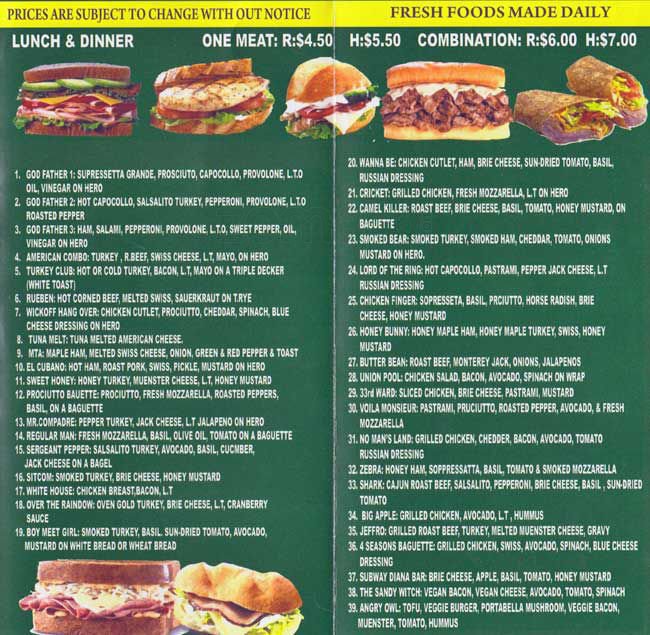 PRICES ARE SUBJECT TO CHANGE WITH OUT NOTICE
FRESH FOODS MADE DAILY
LUNCH & DINNER ONE MEAT: R:$4.50 H:$5.50 COMBINATION: R:$6.00 H:$7.00
1. GOD FATHER 1: SUPRESSETTA GRANDE, PROSCIUTO, CAPOCOLLO, PROVOLONE, L.T.O
OIL, VINEGAR ON HERO
2. GOD FATHER 2: HOT CAPOCOLLO, SALSALITO TURKEY, PEPPERONI, PROVOLONE, L.T.O
ROASTED PEPPER
3. GOD FATHER 3: HAM, SALAMI, PEPPERONI, PROVOLONE, L.T.O, SWEET PEPPER, OIL,
VINEGAR ON HERO
4. AMERICAN COMBO: TURKEY , R.BEEF, SWISS CHEESE, L.T, MAYO, ON HERO
5. TURKEY CLUB: HOT OR COLD TURKEY, BACON, L.T, MAYO ON A TRIPLE DECKER
(WHITE TOAST)
6. RUEBEN: HOT CORNED BEEF, MELTED SWISS, SAUERKRAUT ON T.RYE
7. WICKOFF HANG OVER: CHICKEN CUTLET, PROCIUTTO, CHEDDAR, SPINACH, BLUE
CHEESE DRESSING ON HERO
8. TUNA MELT: TUNA MELTED AMERICAN CHEESE.
9. MTA: MAPLE HAM, MELTED SWISS CHEESE, ONION, GREEN & RED PEPPER & TOAST
10. EL CUBANO: HOT HAM, ROAST PORK, SWISS, PICKLE, MUSTARD ON HERO
11. SWEET HONEY: HONEY TURKEY, MUENSTER CHEESE, L.T, HONEY MUSTARD
12. PROCIUTTO BAUETTE: PROCIUTTO, FRESH MOZZARELLA, ROASTED PEPPERS,
BASIL, ON A BAGUETTE
13. MR.COMPADRE: PEPPER TURKEY, JACK CHEESE, L.T JALAPENO ON HERO
14. REGULAR MAN: FRESH MOZZARELLA, BASIL, OLIVE OIL, TOMATO ON A BAGUETTE
15. SERGEANT PEPPER: SALSALITO TURKEY, AVOCADO, BASIL, CUCMBER,
JACK CHEESE ON A BAGEL
16. SITCOM: SMOKED TURKEY, BRIE CHEESE, HONEY MUSTARD
17. WHITE HOUSE: CHICKEN BREAST,BACON, L.T
18. OVER THE RAINDOW: OVEN GOLD TURKEY, BRIE CHEESE, L.T, CRANBERRY
SAUCE
19. BOY MEET GIRL: SMOKED TURKEY, BASIL. SUN-DRIED TOMATO, AVOCADO,
MUSTARD ON WHITE BREAD OR WHEAT BREAD
20. WANNA BE: CHICKEN CUTLET, HAM, BRIE CHEESE, SUN-DRIED TOMATO, BASIL,
RUSSIAN DRESSING
21. CRICKET: GRILLED CHICKEN, FRESH MOZZARELLA, L.T ON HERO
22. CAMEL KILLER: ROAST BEEF, BRIE CHEESE, BASIL, TOMATO, HONEY MUSTARD, ON
BAGUETTE
23. SMOKED BEAR: SMOKED TURKEY, SMOKED HAM, CHEDDAR, TOMATO, ONIONS
MUSTARD ON HERO.
24. LORD OF THE RING: HOT CAPOCOLLO, PASTRAMI, PEPPER JACK CHEESE, L.T
RUSSIAN DRESSING
25. CHICKEN FINGER: SOPRESSETA, BASIL, PRCIUTTO, HORSE RADISH, BRIE
CHEESE, HONEY MUSTARD
26. HONEY BUNNY: HONEY MAPLE HAM, HONEY MAPLE TURKEY, SWISS, HONEY
MUSTARD
27. BUTTER BEAN: ROAST BEEF, MONTEREY JACK, ONIONS, JALAPENOS
28. UNION POOL: CHICKEN SALAD, BACON, AVOCADO, SPINACH ON WRAP
29. 33rd WARD: SLICED CHICKEN, BRIE CHEESE, PASTRAMI, MUSTARD
30. VOILA MONSIEUR: PASTRAMI, PRUCIUTTO, ROASTED PEPPER, AVOCADO, & FRESH
MOZZARELLA
31. NO MAN'S LAND: GRILLED CHICKEN, CHEDDER, BACON, AVOCADO, TOMATO
RUSSIAN DRESSING
32. ZEBRA: HONEY HAM, SOPPRESSATTA, BASIL, TOMATO & SMOKED MOZZARELLA
33. SHARK: CAJUN ROAST BEEF, SALSALITO, PEPPERONI, BRIE CHEESE, BASIL , SUN-DRIED
TOMATO
34. BIG APPLE: GRILLED CHICKEN, AVOCADO, L.T , HUMMUS
35. JEFFRO: GRILLED ROAST BEEF, TURKEY, MELTED MUENSTER CHEESE, GRAVY
36. 4 SEASONS BAGUETTE: GRILLED CHICKEN, SWISS, AVOCADO, SPINACH, BLUE CHEESE
DRESSING
37. SUBWAY DIANA BAR: BRIE CHEESE, APPLE, BASIL, TOMATO, HONEY MUSTARD
38. THE SANDY WITCH: VEGAN BACON, VEGAN CHEESE, AVOCADO, TOMATO, SPINACH
39. ANGRY OWL: TOFU, VEGGIE BURGER, PORTABELLA MUSHROOM, VEGGIE BACON,
MUENSTER, TOMATO, HUMMUS